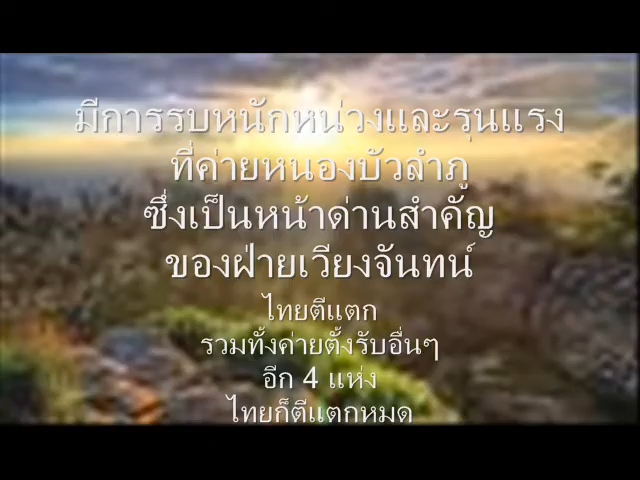 มีการรบหนักหน่วงและรุนแรง
ที่ค่ายหนองบัวลำภู
ซึ่งเป็นหน้าด่านสำคัญ
ของฝ่ายเวียงจันทน์
ไทยตีแตก
รวมทั้งค่ายตั้งรับอื่นๆ
อีก 4 แห่ง
ไทยก็ตีแตกหมด